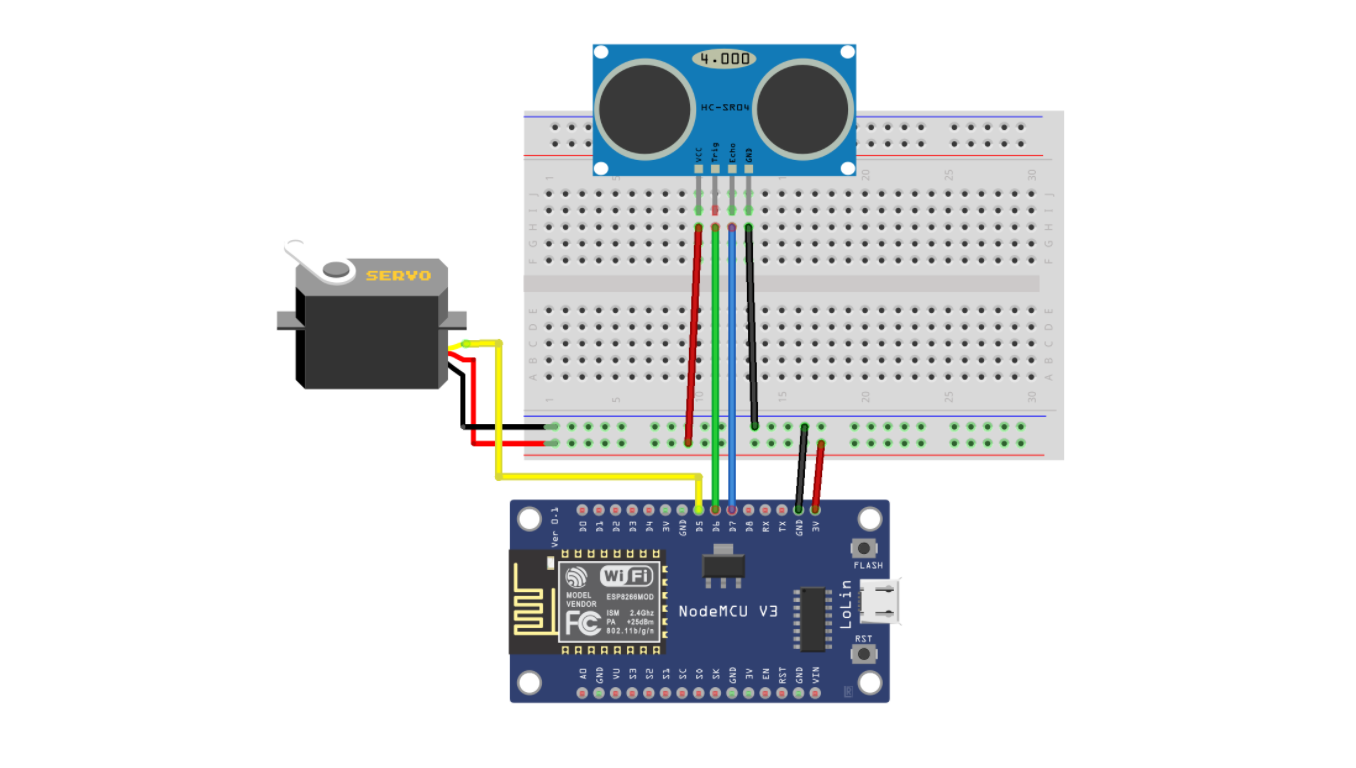 4.000
HC-SR04
VCC
Trig
Echo
GND
1 5 15 20 25 30
J
I
H
G
F
J
I
H
G
F
SERVO
E
D
C
B
A
E
D
C
B
A
1 5 10 15 20 25 30
Ver 0.1
D0 D1 D2 D3 D4 3V GND D5 D6 D7 D8 RX TX GND 3V
FLASH
WiFi
MODEL
VENDOR
ESP8266MOD
FC
ISM 2.4GHz
PA +25dBm
802.11b/g/n
NodeMCU V3
LoLin
RST
A0 GND VU S3 S2 S1 SC S0 SK GND 3V EN RST GND VIN